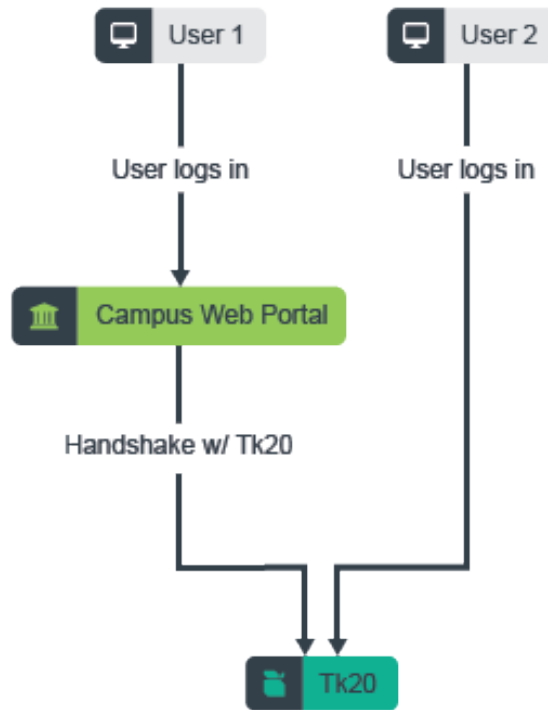 User 1
User 2
User logs in
User logs in
Campus Web Portal
Handshake w/ Tk20
Tk20